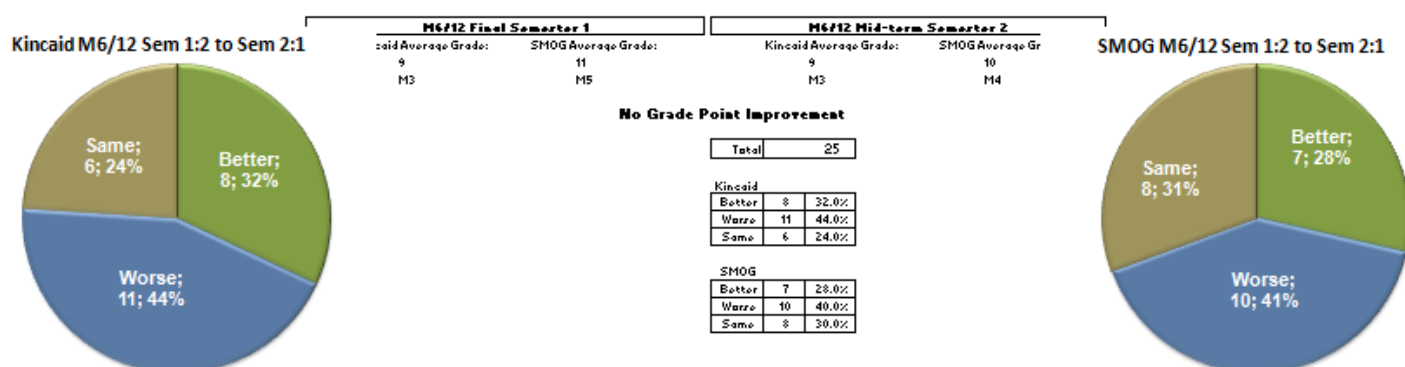 Kincaid M6/12 Sem 1:2 to Sem 2:1
Same;
6; 24%
Better;
8; 32%
Worse;
11; 44%
M6/12 Final Semester 1
M6/12 Mid-term Semester 2
caid Average Grade:
SMOG Average Grade:
Kincaid Average Grade:
SMOG Average Gr
9
11
9
10
M3
M5
M3
M4
No Grade Point Improvement
Total 25
Kincaid
Better 8 32.0%
Worse 11 44.0%
Same 6 24.0%
SMOG
Better 7 28.0%
Worse 10 40.0%
Same 8 30.0%
SMOG M6/12 Sem 1:2 to Sem 2:1
Same;
8; 31%
Better;
7; 28%
Worse;
10; 41%